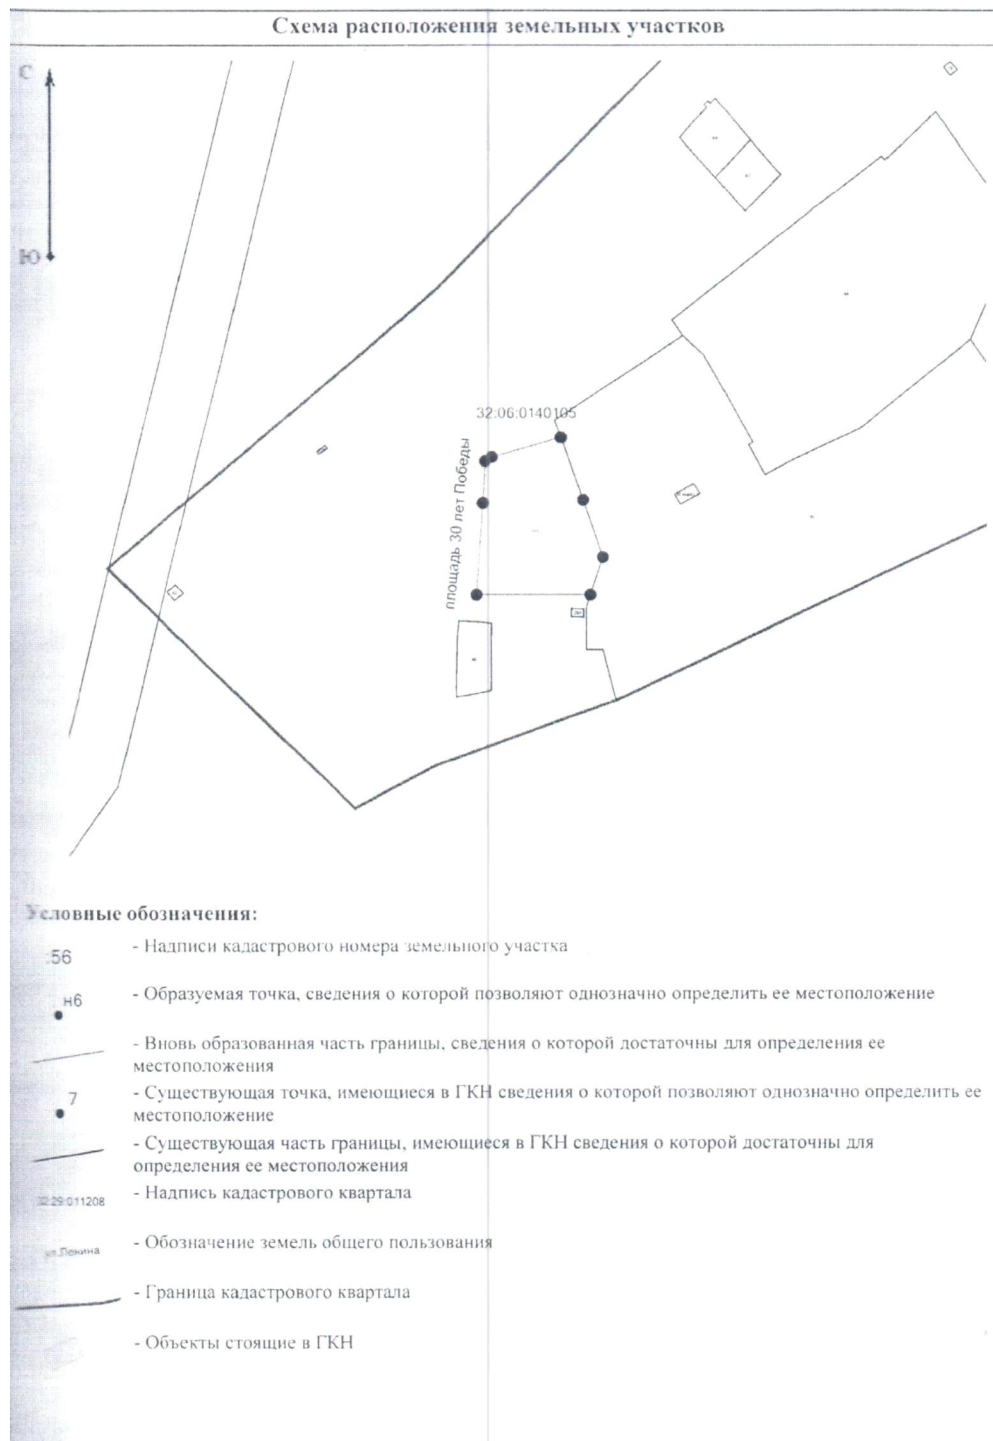 Схема расположения земельных участков
С
Ю
32:06:0140105
площадь 30 лет Победы
Условные обозначения:
:56
- Надписи кадастрового номера земельного участка
н6
- Образуемая точка, сведения о которой позволяют однозначно определить ее местоположение
- Вновь образованная часть границы, сведения о которой достаточны для определения ее
местоположения
7
- Существующая точка, имеющиеся в ГКН сведения о которой позволяют однозначно определить ее
местоположение
- Существующая часть границы, имеющиеся в ГКН сведения о которой достаточны для
определения ее местоположения
32:29:011208
- Надпись кадастрового квартала
ул.Ленина
- Обозначение земель общего пользования
- Граница кадастрового квартала
- Объекты стоящие в ГКН